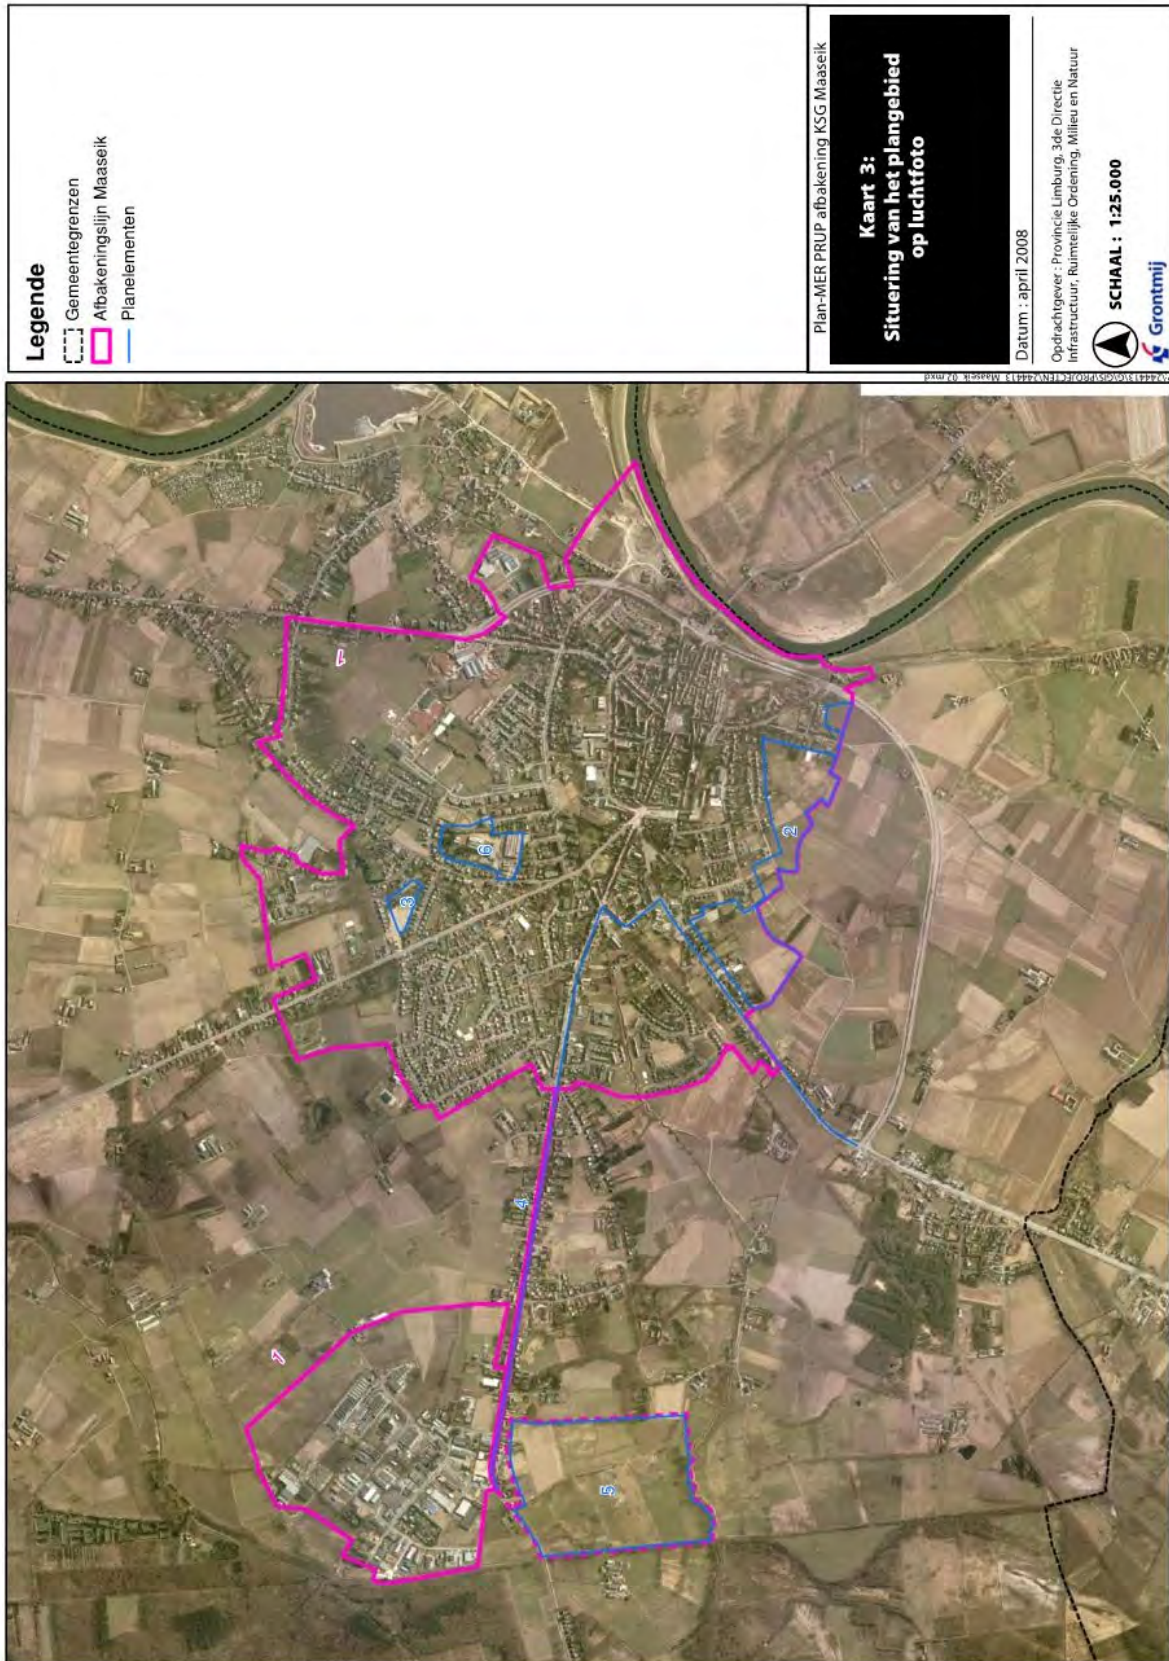 Legende
Gemeentegrenzen
Afbakeningslijn Maaseik
Planelementen
Plan-MER PRUP afbakening KSG Maaseik
Kaart 3:
Situering van het plangebied
op luchtfoto
Datum : april 2008
Opdrachtgever : Provincie Limburg, 3de Directie
Infrastructuur, Ruimtelijke Ordening, Milieu en Natuur
SCHAAL : 1:25.000
Grontmij
1
1
2
3
4
5
6